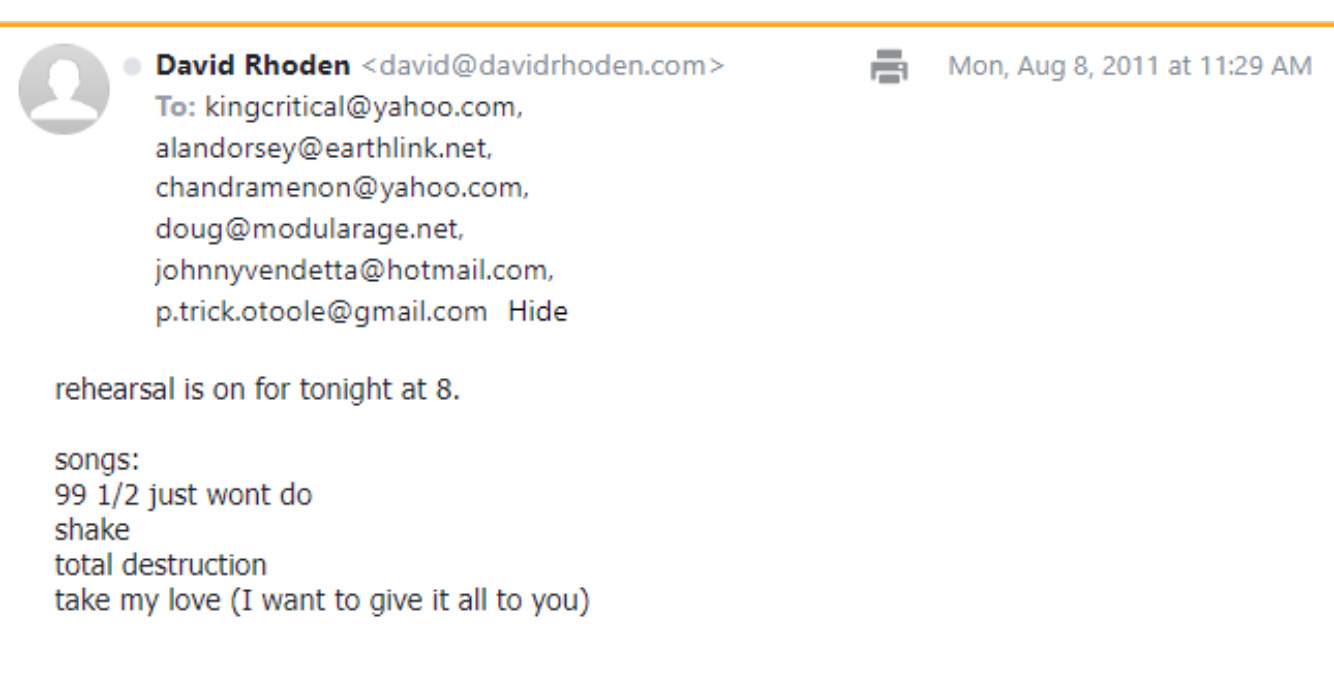 David Rhoden <david@davidrhoden.com> Mon, Aug 8, 2011 at 11:29 AM
To: kingcritical@yahoo.com,
alandorsey@earthlink.net,
chandramenon@yahoo.com,
doug@modularage.net,
johnnyvendetta@hotmail.com,
p.trick.otoole@gmail.com Hide
rehearsal is on for tonight at 8.
songs:
99 1/2 just wont do
shake
total destruction
take my love (I want to give it all to you)